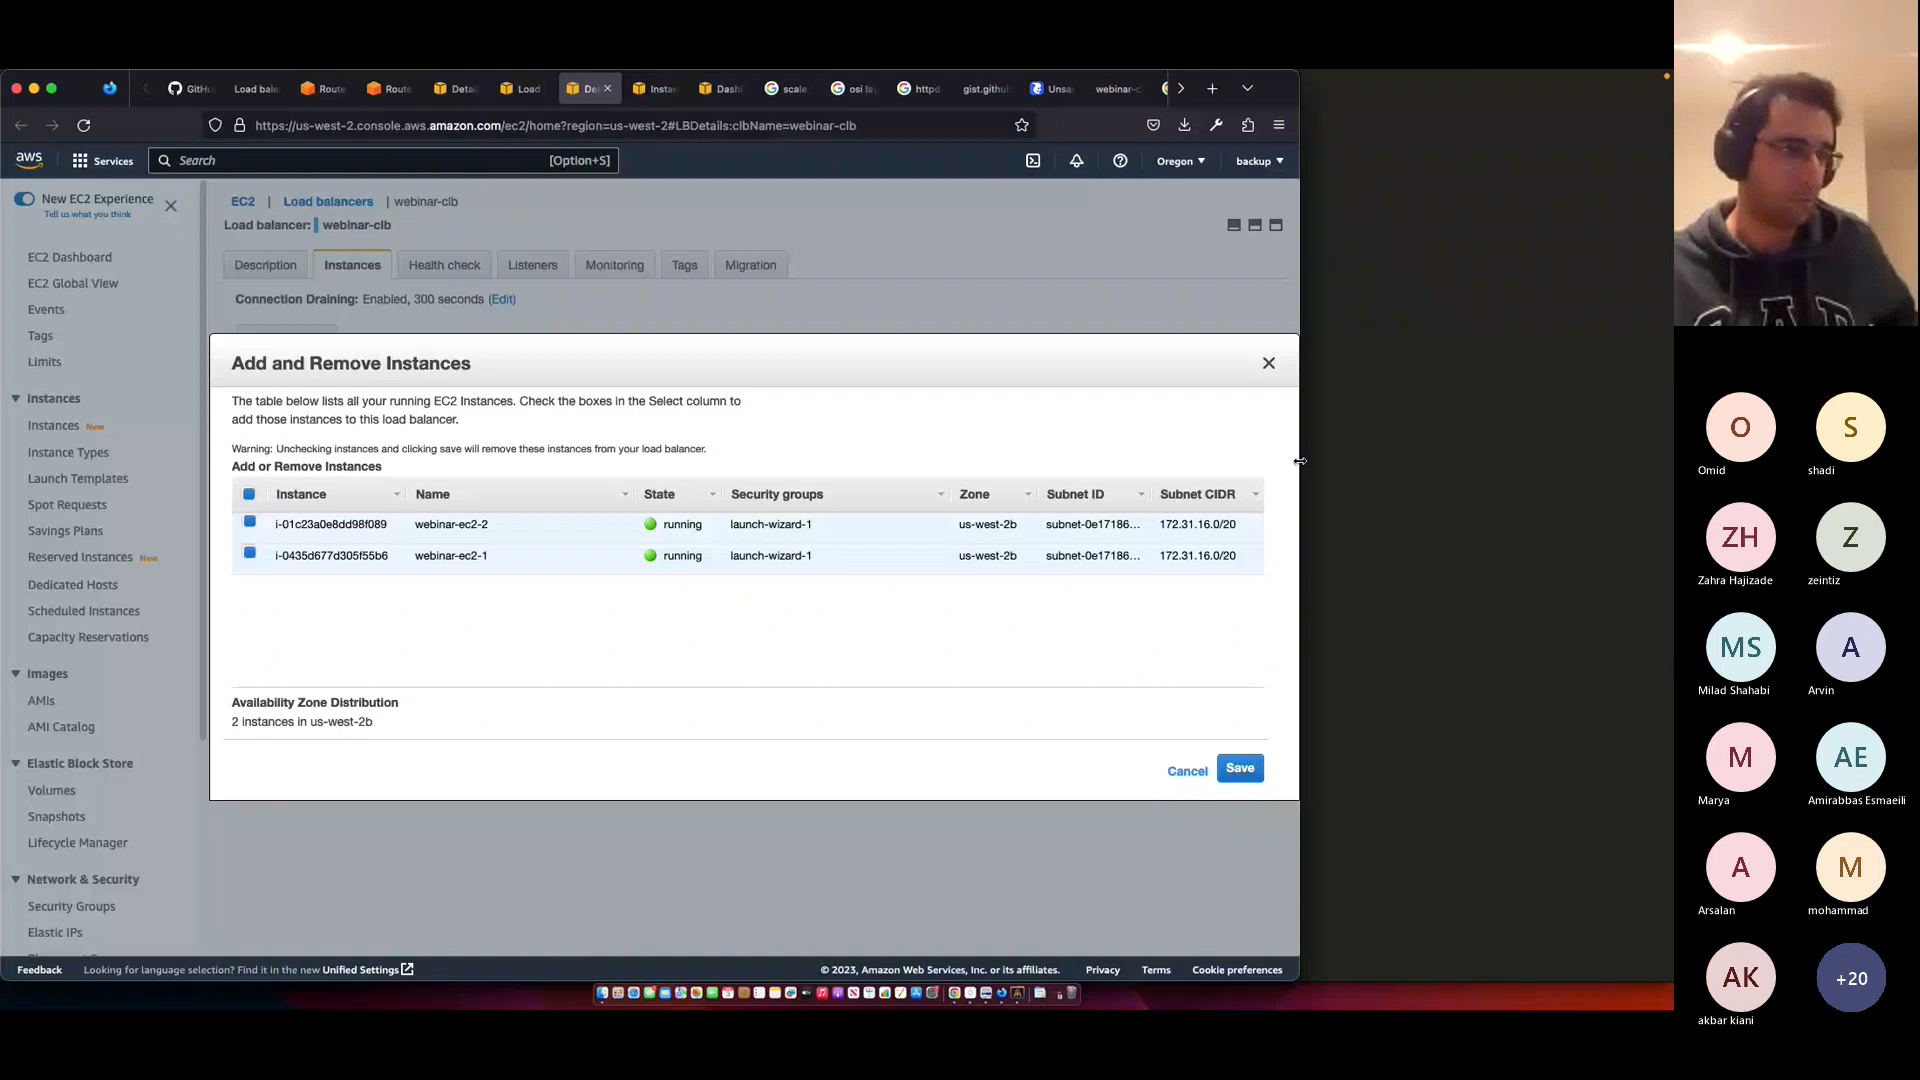 GitHu
Load bala
Route
Route
Detai
Load
De
Instan
Dashl
scale
osi lay
httpd
gist.githu
Unsa
webinar-c
https://us-west-2.console.aws.amazon.com/ec2/home?region=us-west-2#LBDetails:clbName=webinar-clb
aws
Services
Search
[Option+S]
Oregon
backup
New EC2 Experience
Tell us what you think
EC2 Dashboard
EC2 Global View
Events
Tags
Limits
Instances
Instances New
Instance Types
Launch Templates
Spot Requests
Savings Plans
Reserved Instances New
Dedicated Hosts
Scheduled Instances
Capacity Reservations
Images
AMIs
AMI Catalog
Elastic Block Store
Volumes
Snapshots
Lifecycle Manager
Network & Security
Security Groups
Elastic IPs
EC2 | Load balancers | webinar-clb
Load balancer: webinar-clb
Description
Instances
Health check
Listeners
Monitoring
Tags
Migration
Connection Draining: Enabled, 300 seconds (Edit)
Add and Remove Instances
The table below lists all your running EC2 Instances. Check the boxes in the Select column to
add those instances to this load balancer.
Warning: Unchecking instances and clicking save will remove these instances from your load balancer.
Add or Remove Instances
Instance Name State Security groups Zone Subnet ID Subnet CIDR
i-01c23a0e8dd98f089 webinar-ec2-2 running launch-wizard-1 us-west-2b subnet-0e17186... 172.31.16.0/20
i-0435d677d305f55b6 webinar-ec2-1 running launch-wizard-1 us-west-2b subnet-0e17186... 172.31.16.0/20
Availability Zone Distribution
2 instances in us-west-2b
Cancel
Save
Feedback
Looking for language selection? Find it in the new Unified Settings
© 2023, Amazon Web Services, Inc. or its affiliates.
Privacy
Terms
Cookie preferences
GAP
O
Omid
S
shadi
ZH
Zahra Hajizade
Z
zeintiz
MS
Milad Shahabi
A
Arvin
M
Marya
AE
Amirabbas Esmaeili
A
Arsalan
M
mohammad
AK
akbar kiani
+20